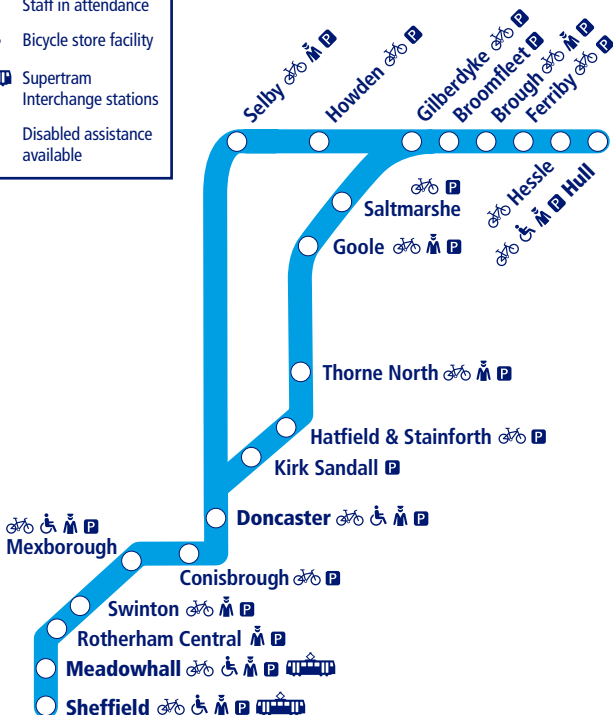 Staff in attendance
Bicycle store facility
Supertram
Interchange stations
Disabled assistance
available
Selby P
Howden P
Gilberdyke P
Broomfleet P
Brough P
Ferriby P
Hessle
P Hull
P
Saltmarshe
Goole P
Thorne North P
Hatfield & Stainforth P
Kirk Sandall P
Doncaster P
P
Mexborough
Conisbrough P
Swinton P
Rotherham Central P
Meadowhall P
Sheffield P